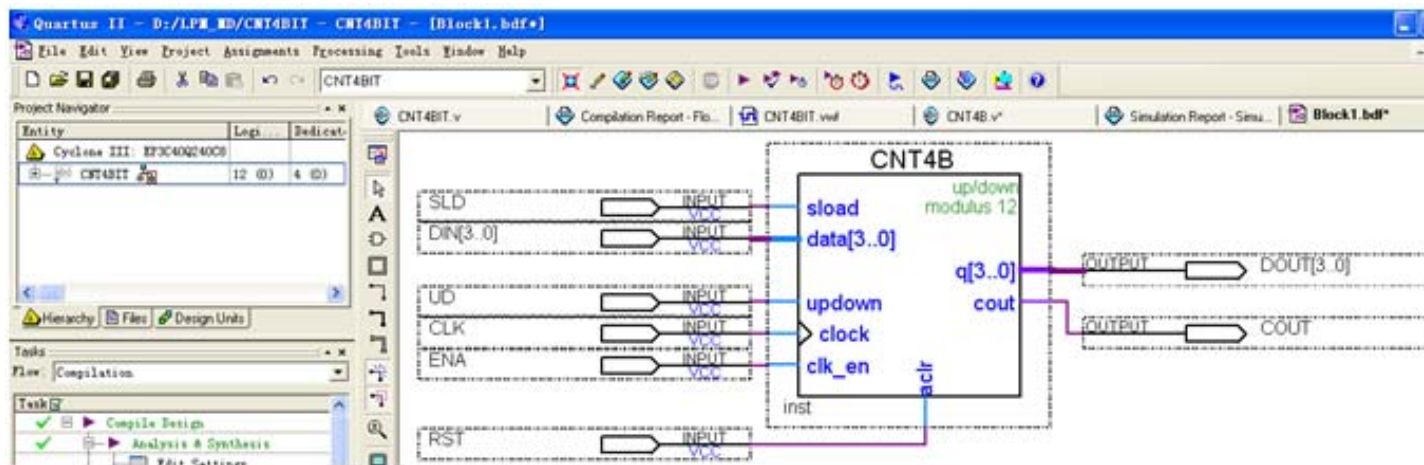 Quartus II - D:/LPM_MD/CNT4BIT - CNT4BIT - [Block1.bdf*]
File Edit View Project Assignments Processing Tools Window Help
CNT4BIT
Project Navigator
Entity Logi... Dedicat
Cyclone III: EP3C40Q240C8
CNT4BIT 12 (0) 4 (0)
Hierarchy Files Design Units
Tasks
Flow: Compilation
Task
Compile Design
Analysis & Synthesis
Edit Settings
CNT4BIT.v Compilation Report - Flo... CNT4BIT.vwf CNT4B.v* Simulation Report - Simu... Block1.bdf*
CNT4B
up/down
modulus 12
SLD INPUT VCC sload
DIN[3..0] INPUT VCC data[3..0]
q[3..0] OUTPUT DOUT[3..0]
UD INPUT VCC updown
cout OUTPUT COUT
CLK INPUT VCC clock
ENA INPUT VCC clk_en
aclr
inst
RST INPUT VCC